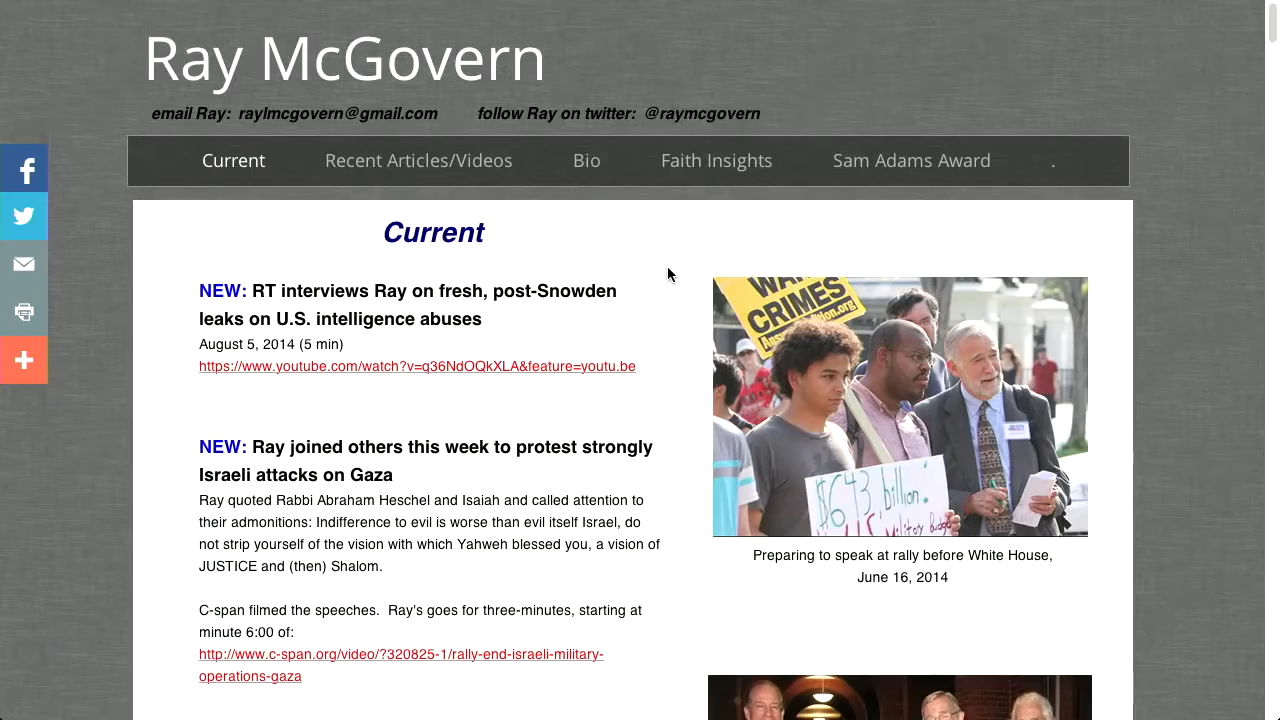 Ray McGovern
email Ray:  raylmcgovern@gmail.com        follow Ray on twitter:  @raymcgovern
Current Recent Articles/Videos Bio Faith Insights Sam Adams Award .
Current
NEW: RT interviews Ray on fresh, post-Snowden
leaks on U.S. intelligence abuses
August 5, 2014 (5 min)
https://www.youtube.com/watch?v=q36NdOQkXLA&feature=youtu.be
NEW: Ray joined others this week to protest strongly
Israeli attacks on Gaza
Ray quoted Rabbi Abraham Heschel and Isaiah and called attention to
their admonitions: Indifference to evil is worse than evil itself Israel, do
not strip yourself of the vision with which Yahweh blessed you, a vision of
JUSTICE and (then) Shalom.
C-span filmed the speeches.  Ray's goes for three-minutes, starting at
minute 6:00 of:
http://www.c-span.org/video/?320825-1/rally-end-israeli-military-
operations-gaza
WAR
CRIMES
$643 billion:
U.S. Military Budget
Preparing to speak at rally before White House,
June 16, 2014